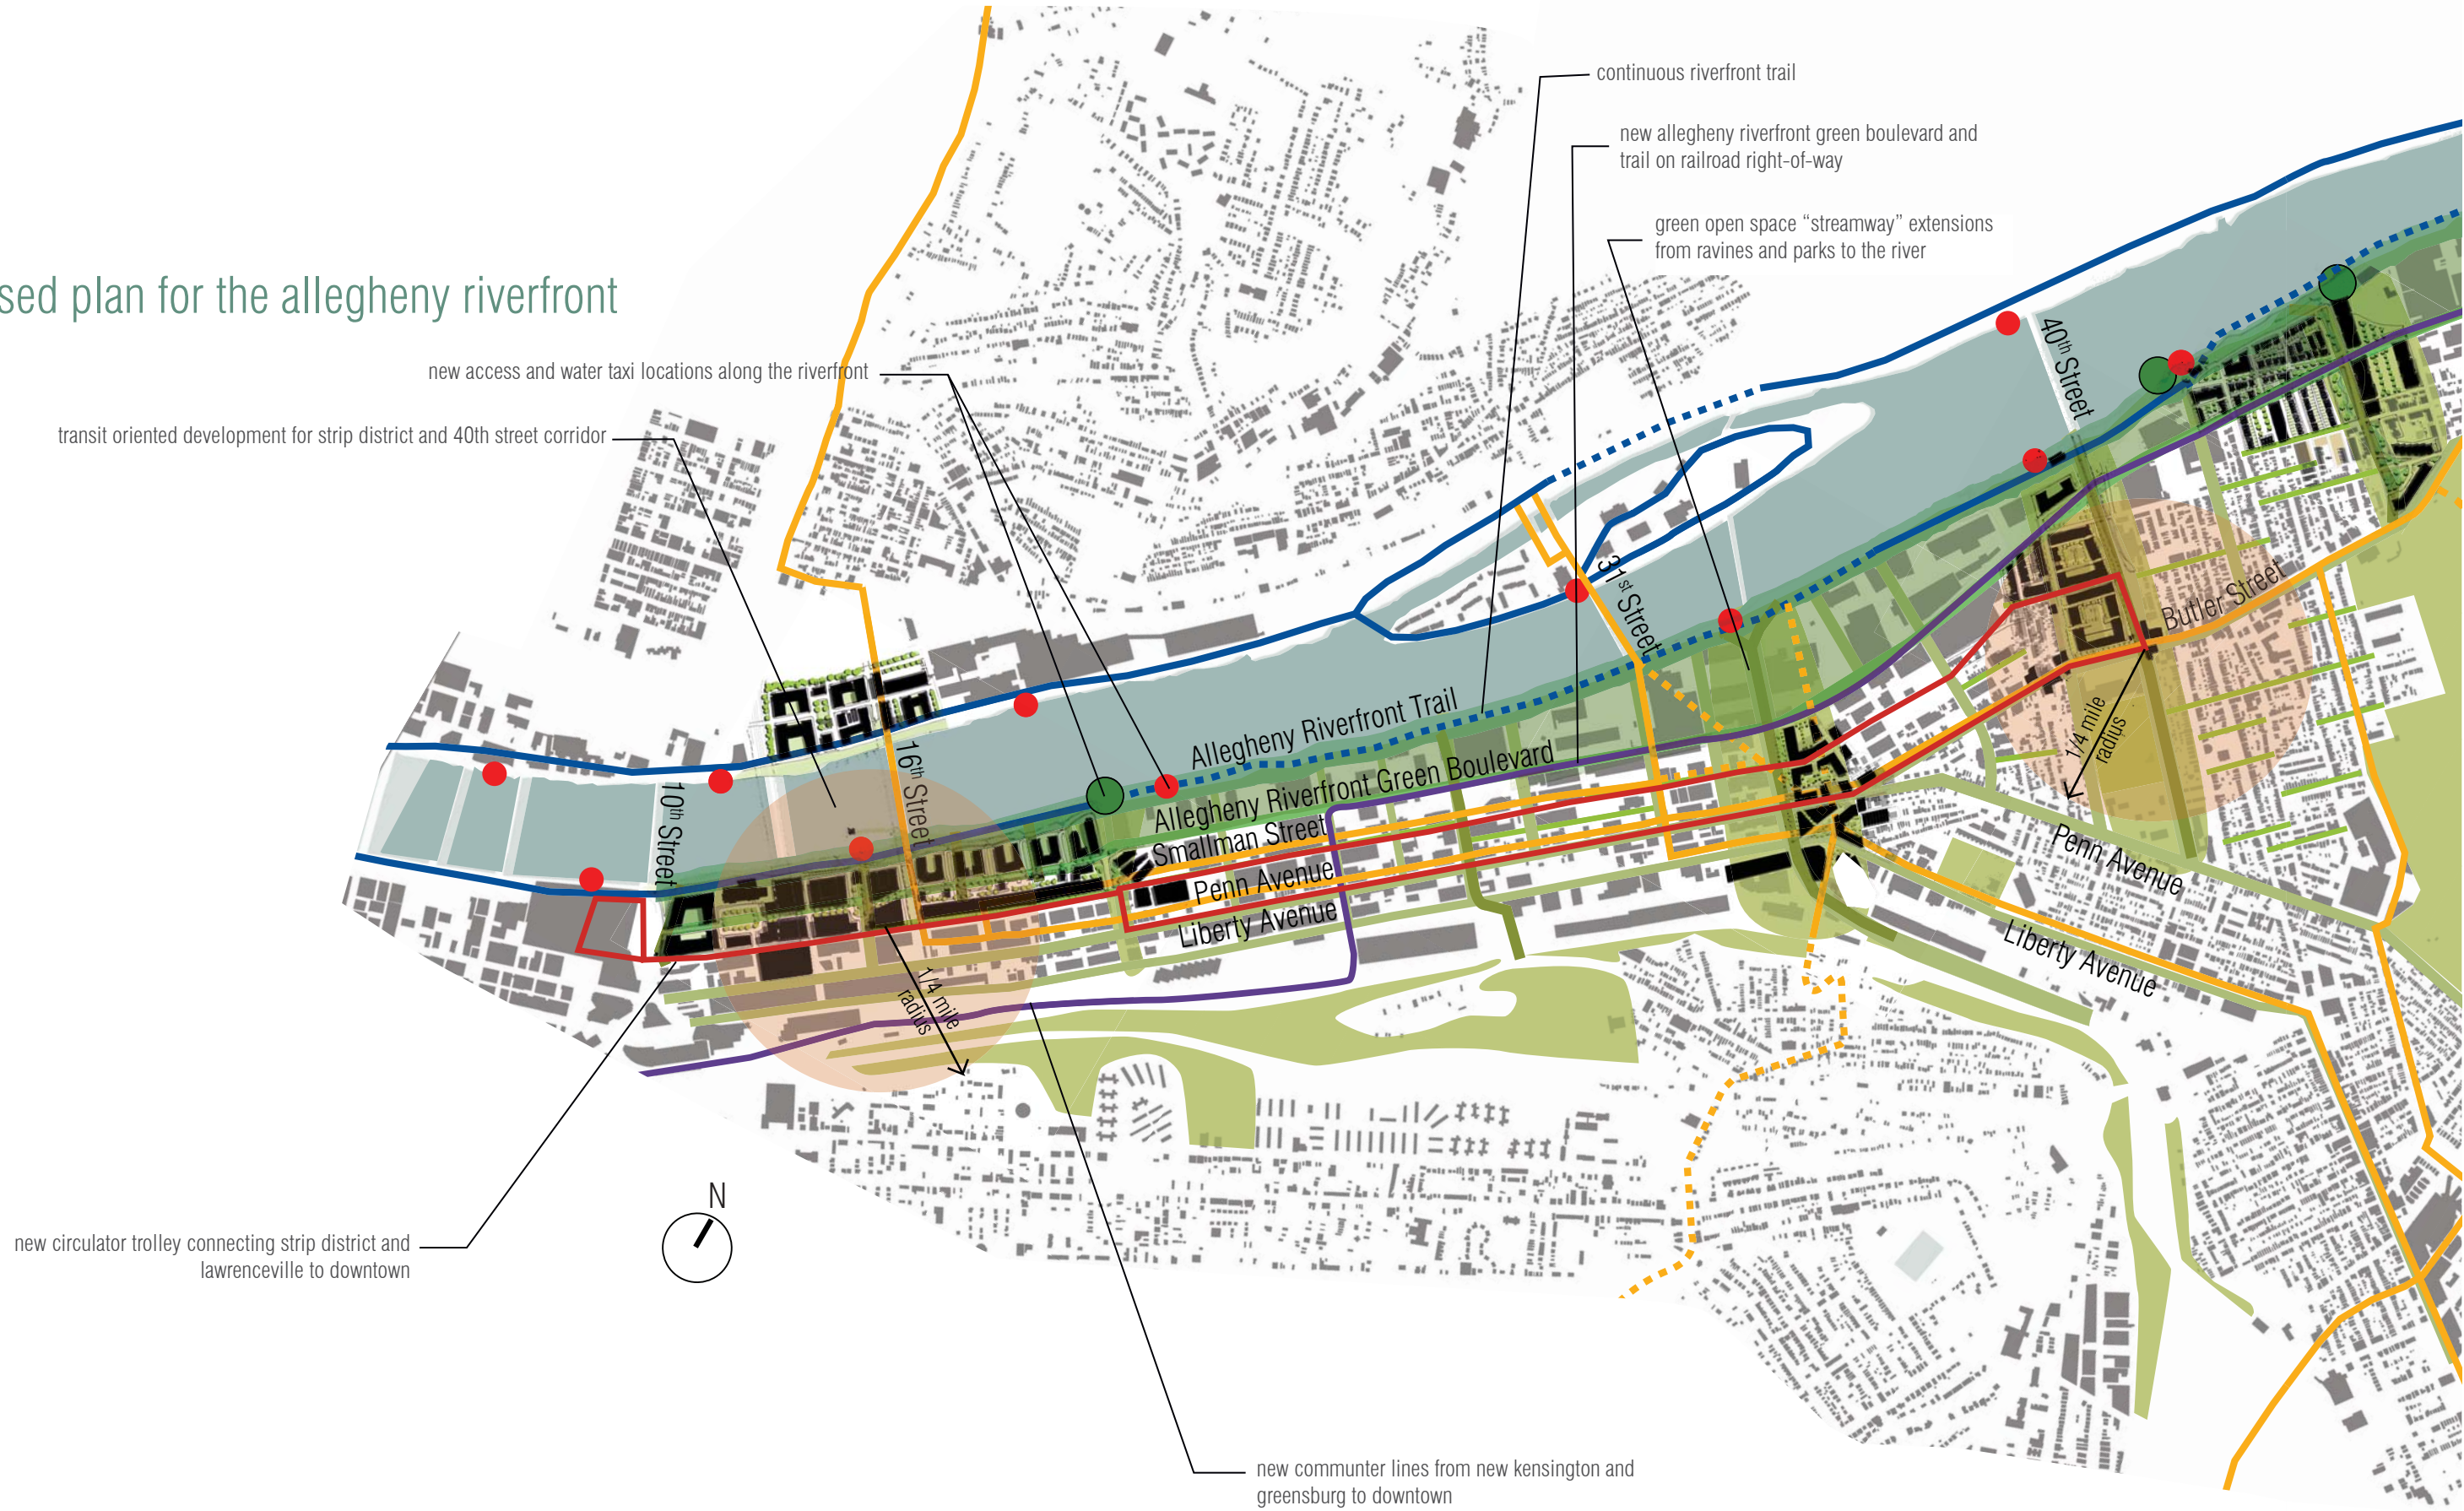 sed plan for the allegheny riverfront
continuous riverfront trail
new allegheny riverfront green boulevard and
trail on railroad right-of-way
green open space “streamway” extensions
from ravines and parks to the river
new access and water taxi locations along the riverfront
transit oriented development for strip district and 40th street corridor
40th Street
31st Street
Butler Street
1/4 mile
radius
Allegheny Riverfront Trail
Allegheny Riverfront Green Boulevard
16th Street
10th Street
Smallman Street
Penn Avenue
Liberty Avenue
Penn Avenue
Liberty Avenue
1/4 mile
radius
N
new circulator trolley connecting strip district and
lawrenceville to downtown
new communter lines from new kensington and
greensburg to downtown